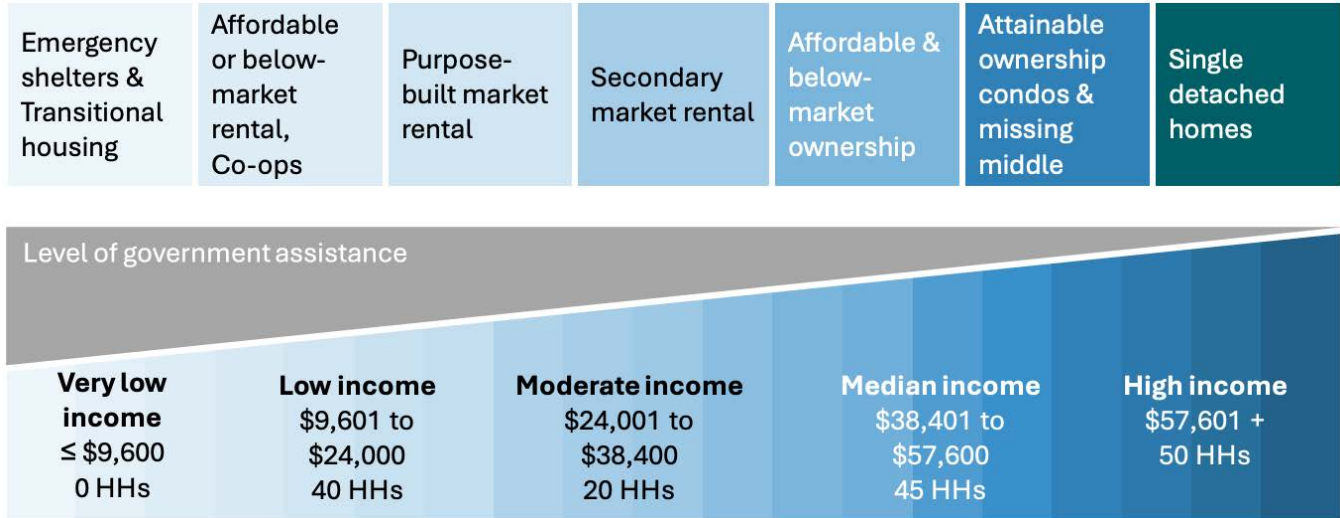 Emergency
shelters &
Transitional
housing
Affordable
or below-
market
rental,
Co-ops
Purpose-
built market
rental
Secondary
market rental
Affordable &
below-
market
ownership
Attainable
ownership
condos &
missing
middle
Single
detached
homes
Level of government assistance
Very low
income
≤ $9,600
0 HHs
Low income
$9,601 to
$24,000
40 HHs
Moderate income
$24,001 to
$38,400
20 HHs
Median income
$38,401 to
$57,600
45 HHs
High income
$57,601 +
50 HHs